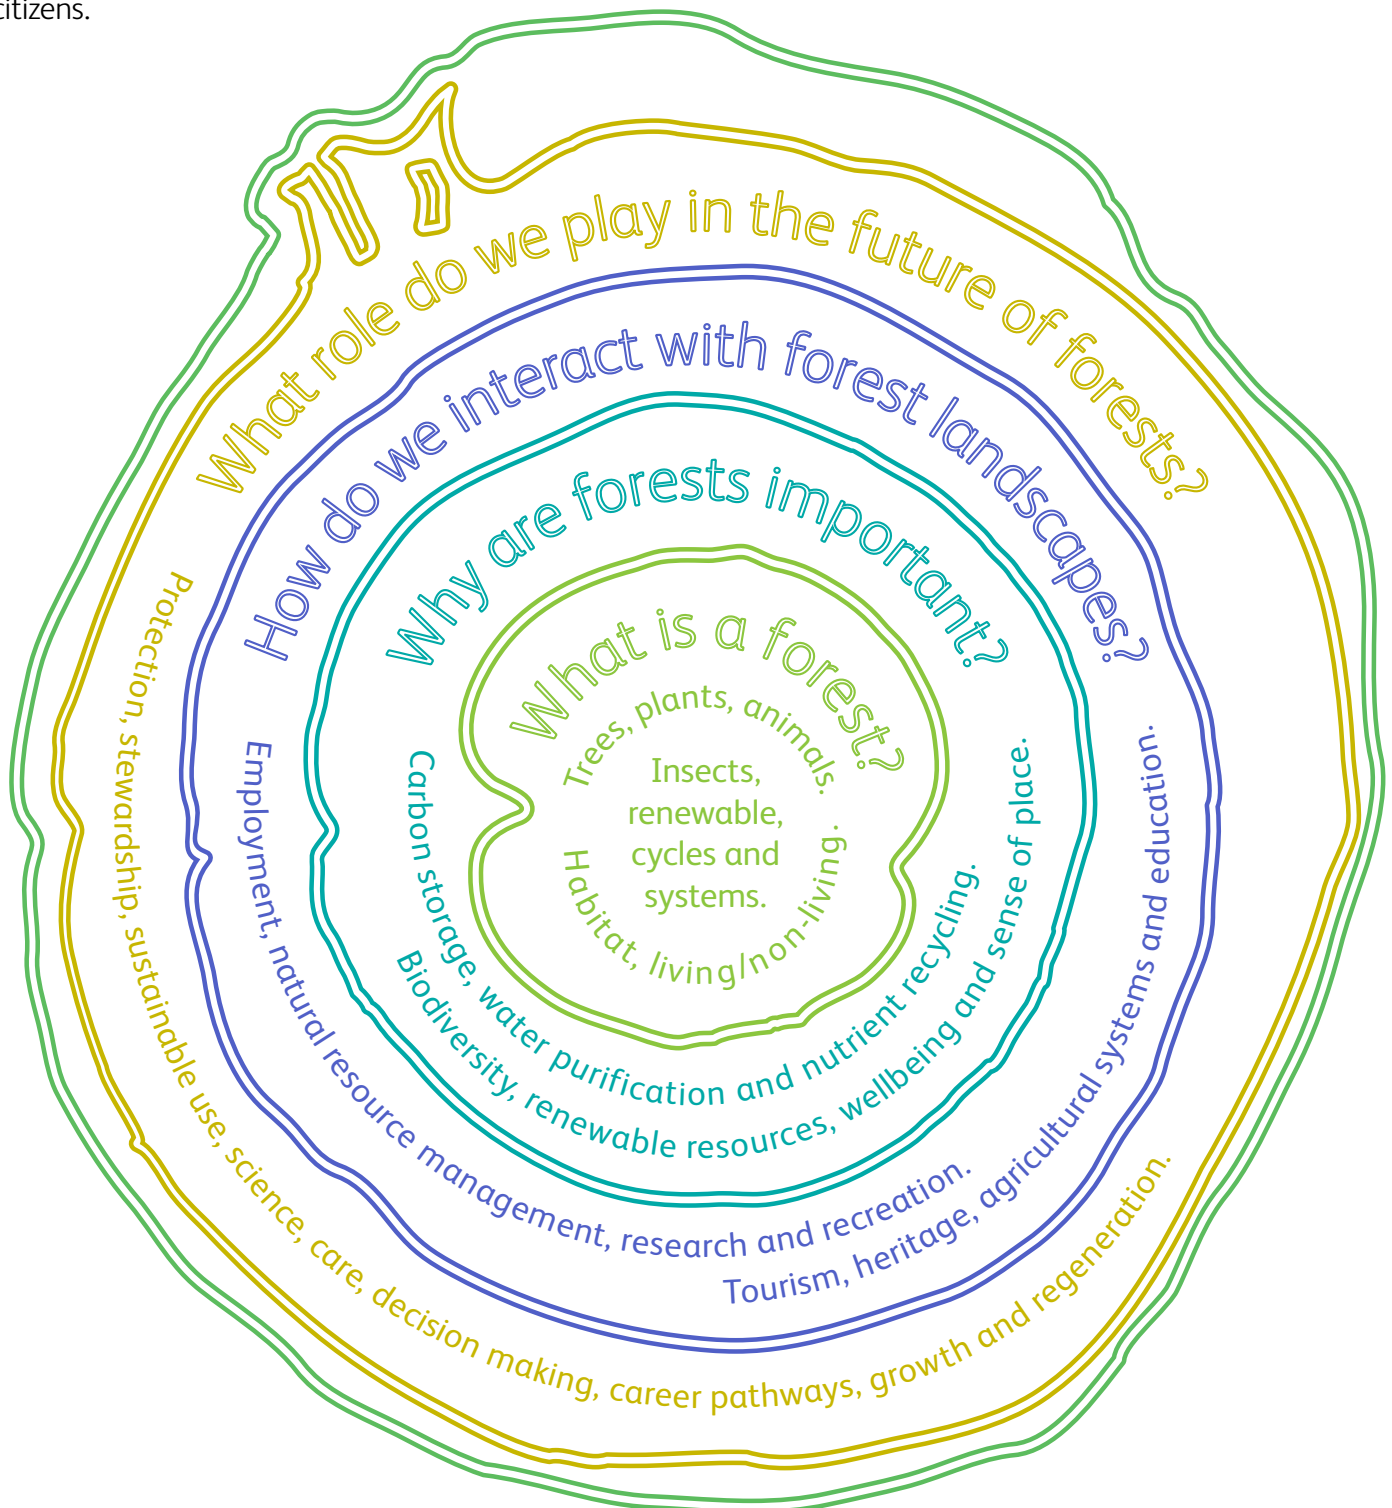 citizens.
What role do we play in the future of forests?
Protection, stewardship, sustainable use, science, care, decision making, career pathways, growth and regeneration.
How do we interact with forest landscapes?
Employment, natural resource management, research and recreation.
Tourism, heritage, agricultural systems and education.
Why are forests important?
Carbon storage, water purification and nutrient recycling.
Biodiversity, renewable resources, wellbeing and sense of place.
What is a forest?
Trees, plants, animals.
Insects,
renewable,
cycles and
systems.
Habitat, living/non-living.